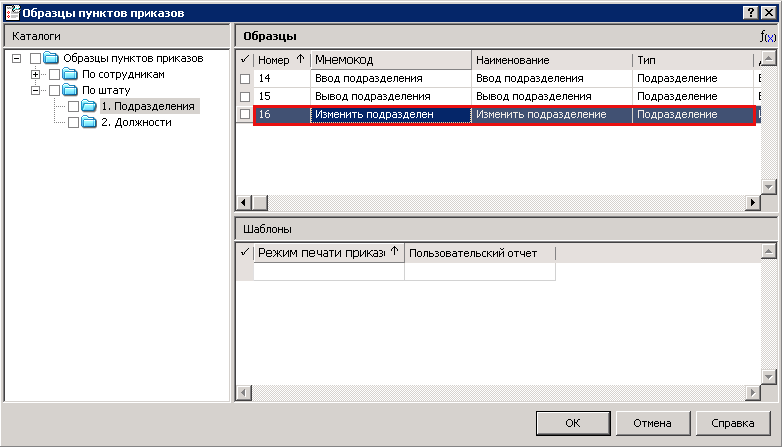 Образцы пунктов приказов
Каталоги
Образцы пунктов приказов
По сотрудникам
По штату
1. Подразделения
2. Должности
Образцы f(x)
Номер Мнемокод Наименование Тип
14 Ввод подразделения Ввод подразделения Подразделение
15 Вывод подразделения Вывод подразделения Подразделение
16 Изменить подразделен Изменить подразделение Подразделение
Шаблоны
Режим печати приказо Пользовательский отчет
OK Отмена Справка